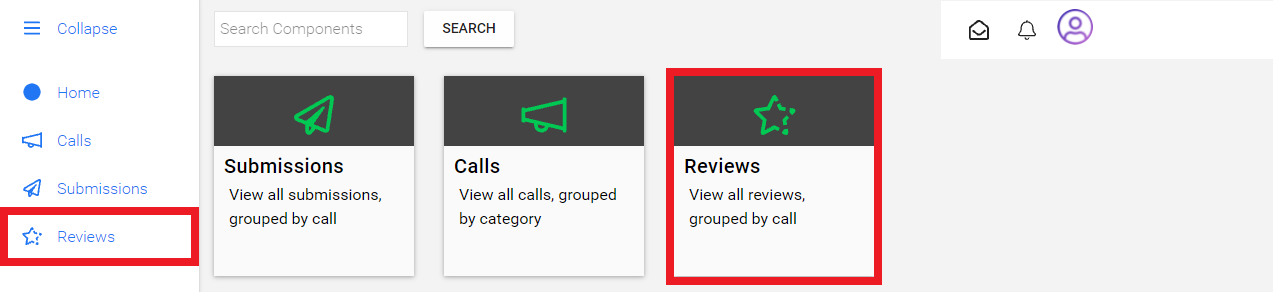 Collapse
Home
Calls
Submissions
Reviews
Search Components
SEARCH
Submissions
View all submissions,
grouped by call
Calls
View all calls, grouped
by category
Reviews
View all reviews,
grouped by call